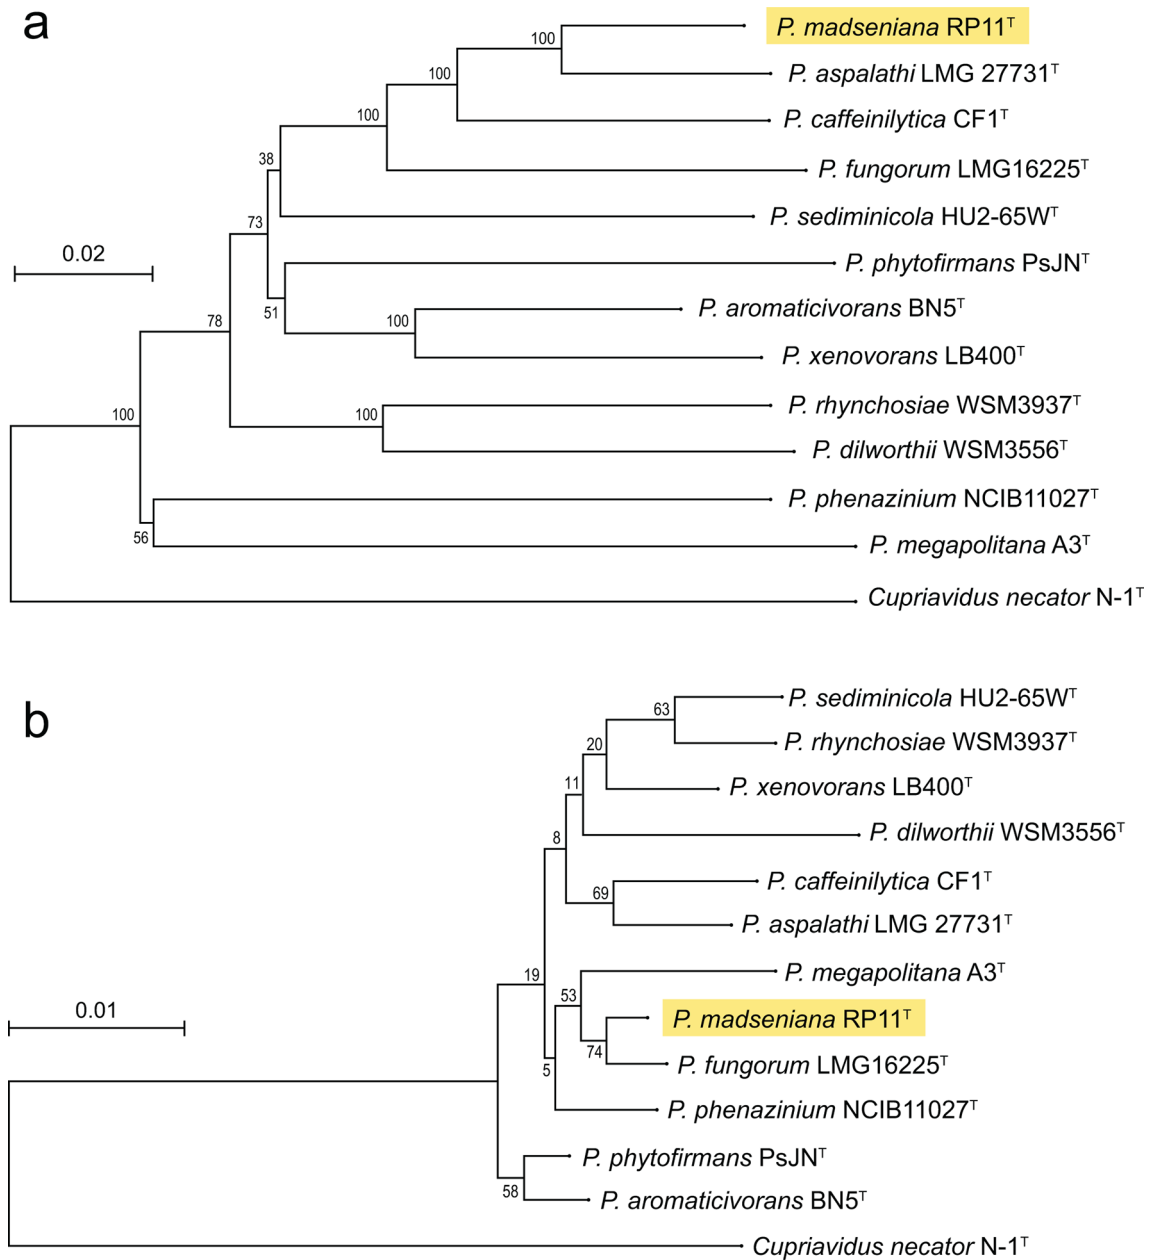 a
P. madseniana RP11ᵀ
100
P. aspalathi LMG 27731ᵀ
100
P. caffeinilytica CF1ᵀ
100
P. fungorum LMG16225ᵀ
38
P. sediminicola HU2-65Wᵀ
73
0.02
P. phytofirmans PsJNᵀ
51
P. aromaticivorans BN5ᵀ
78
100
P. xenovorans LB400ᵀ
P. rhynchosiae WSM3937ᵀ
100
100
P. dilworthii WSM3556ᵀ
P. phenazinium NCIB11027ᵀ
56
P. megapolitana A3ᵀ
Cupriavidus necator N-1ᵀ
b
P. sediminicola HU2-65Wᵀ
63
P. rhynchosiae WSM3937ᵀ
20
P. xenovorans LB400ᵀ
11
P. dilworthii WSM3556ᵀ
8
P. caffeinilytica CF1ᵀ
69
P. aspalathi LMG 27731ᵀ
P. megapolitana A3ᵀ
19
53
0.01
P. madseniana RP11ᵀ
74
P. fungorum LMG16225ᵀ
5
P. phenazinium NCIB11027ᵀ
P. phytofirmans PsJNᵀ
58
P. aromaticivorans BN5ᵀ
Cupriavidus necator N-1ᵀ